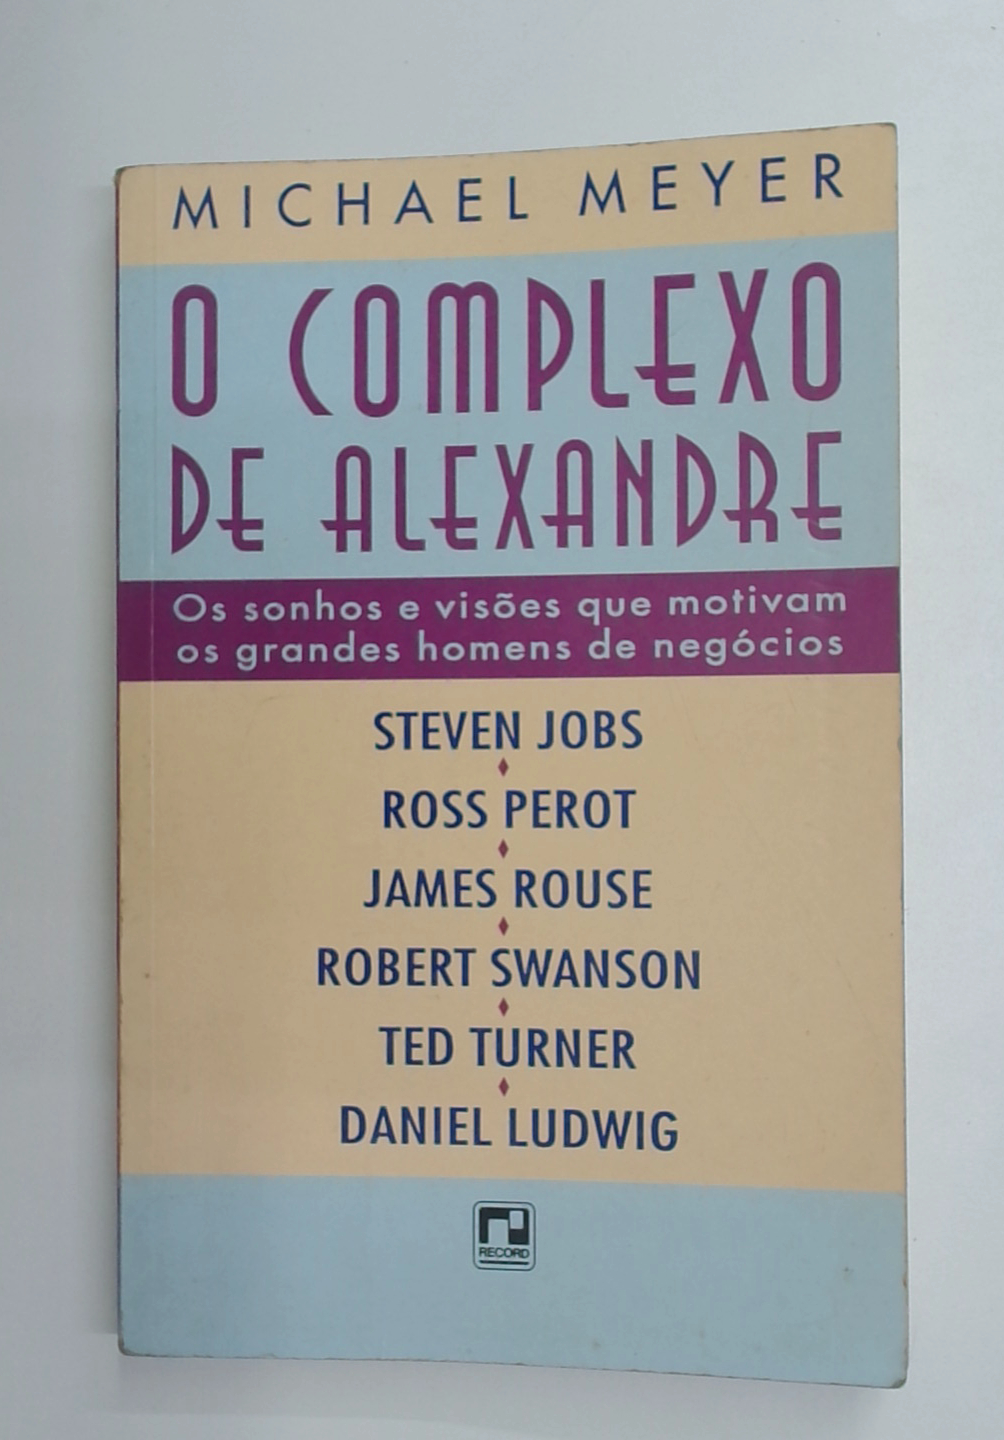 MICHAEL MEYER
O COMPLEXO
DE ALEXANDRE
Os sonhos e visões que motivam
os grandes homens de negócios
STEVEN JOBS
ROSS PEROT
JAMES ROUSE
ROBERT SWANSON
TED TURNER
DANIEL LUDWIG
RECORD